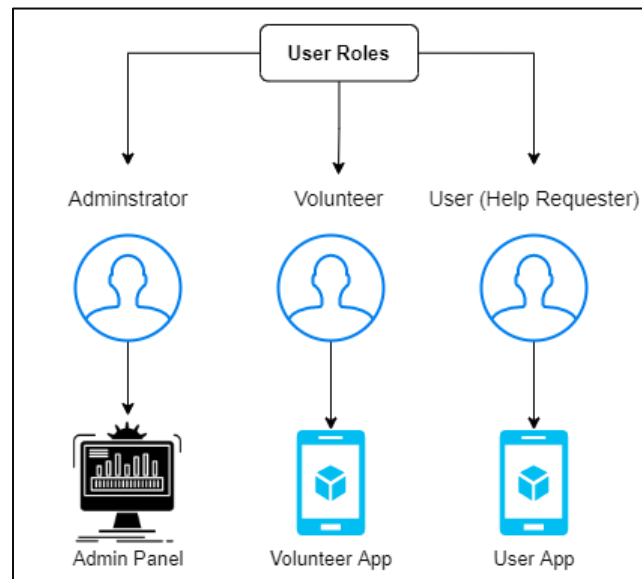 User Roles
Adminstrator
Volunteer
User (Help Requester)
Admin Panel
Volunteer App
User App